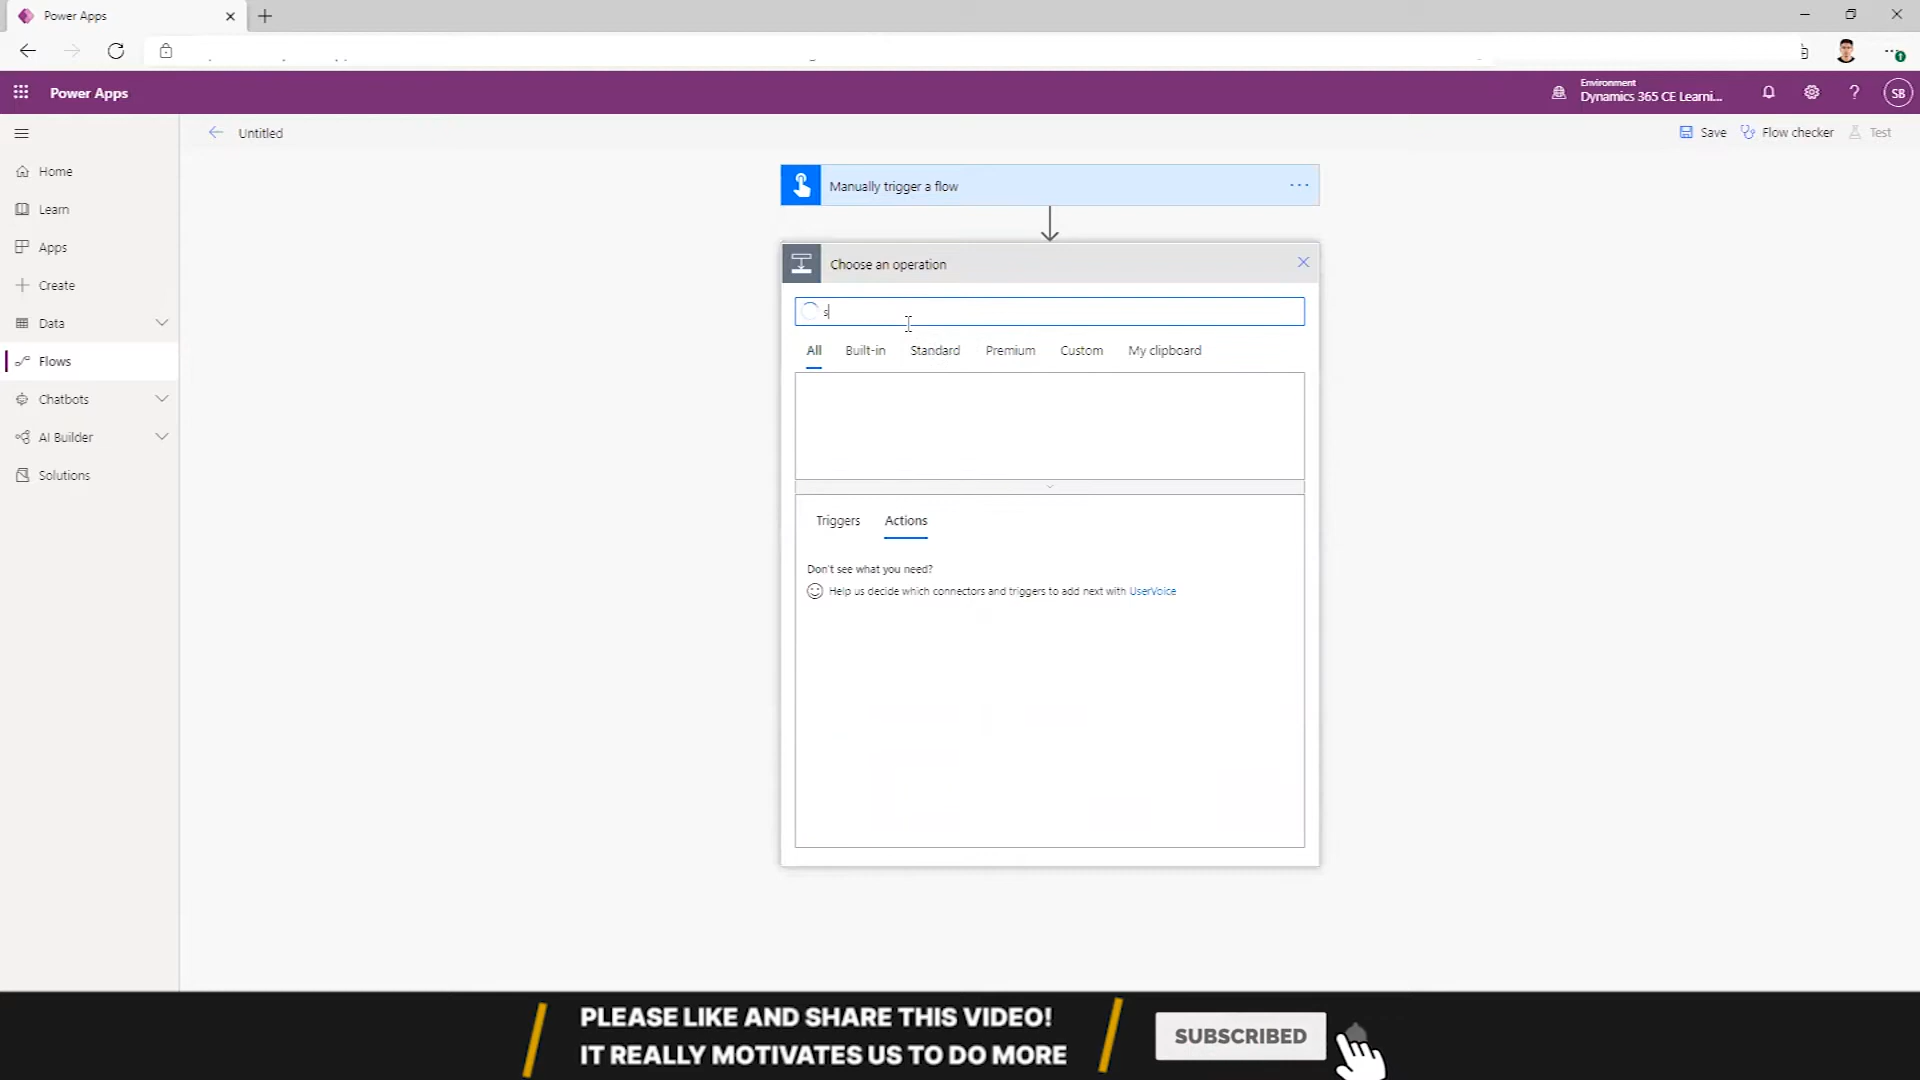 Power Apps
Power Apps
Environment
Dynamics 365 CE Learni...
SB
Untitled
Save
Flow checker
Test
Home
Learn
Apps
Create
Data
Flows
Chatbots
AI Builder
Solutions
Manually trigger a flow
Choose an operation
s
All
Built-in
Standard
Premium
Custom
My clipboard
Triggers
Actions
Don't see what you need?
Help us decide which connectors and triggers to add next with UserVoice
PLEASE LIKE AND SHARE THIS VIDEO!
IT REALLY MOTIVATES US TO DO MORE
SUBSCRIBED